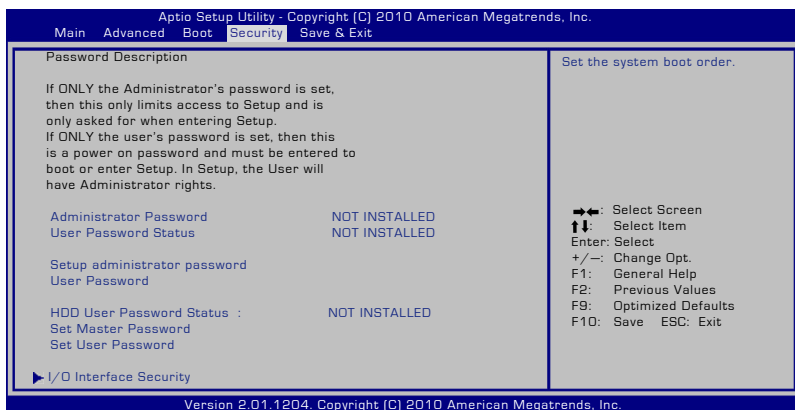 Aptio Setup Utility - Copyright (C) 2010 American Megatrends, Inc.
Main Advanced Boot Security Save & Exit
Password Description
If ONLY the Administrator's password is set,
then this only limits access to Setup and is
only asked for when entering Setup.
If ONLY the user's password is set, then this
is a power on password and must be entered to
boot or enter Setup. In Setup, the User will
have Administrator rights.
Administrator Password NOT INSTALLED
User Password Status NOT INSTALLED
Setup administrator password
User Password
HDD User Password Status : NOT INSTALLED
Set Master Password
Set User Password
I/O Interface Security
Set the system boot order.
→←: Select Screen
↑↓: Select Item
Enter: Select
+/—: Change Opt.
F1: General Help
F2: Previous Values
F9: Optimized Defaults
F10: Save ESC: Exit
Version 2.01.1204. Copyright (C) 2010 American Megatrends, Inc.